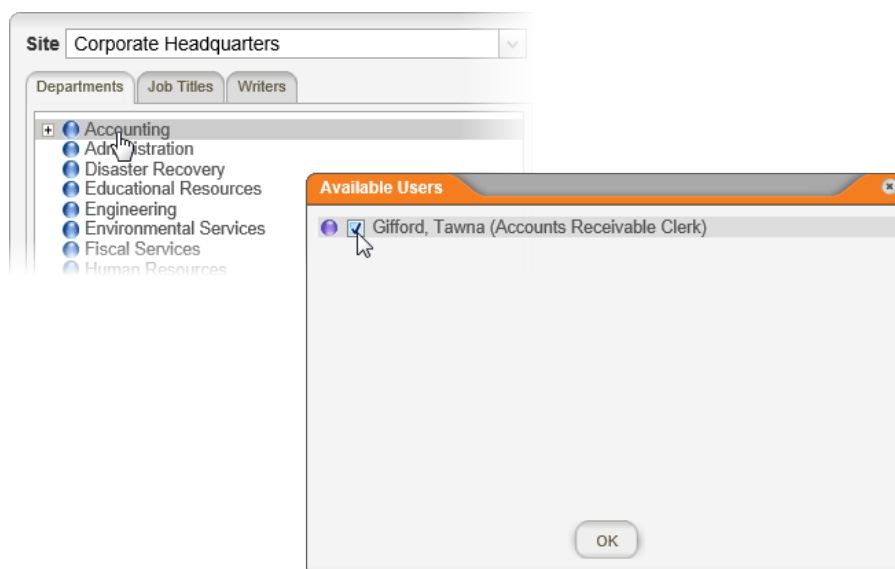 Site Corporate Headquarters
Departments Job Titles Writers
Accounting
Administration
Disaster Recovery
Educational Resources
Engineering
Environmental Services
Fiscal Services
Human Resources
Available Users
Gifford, Tawna (Accounts Receivable Clerk)
OK